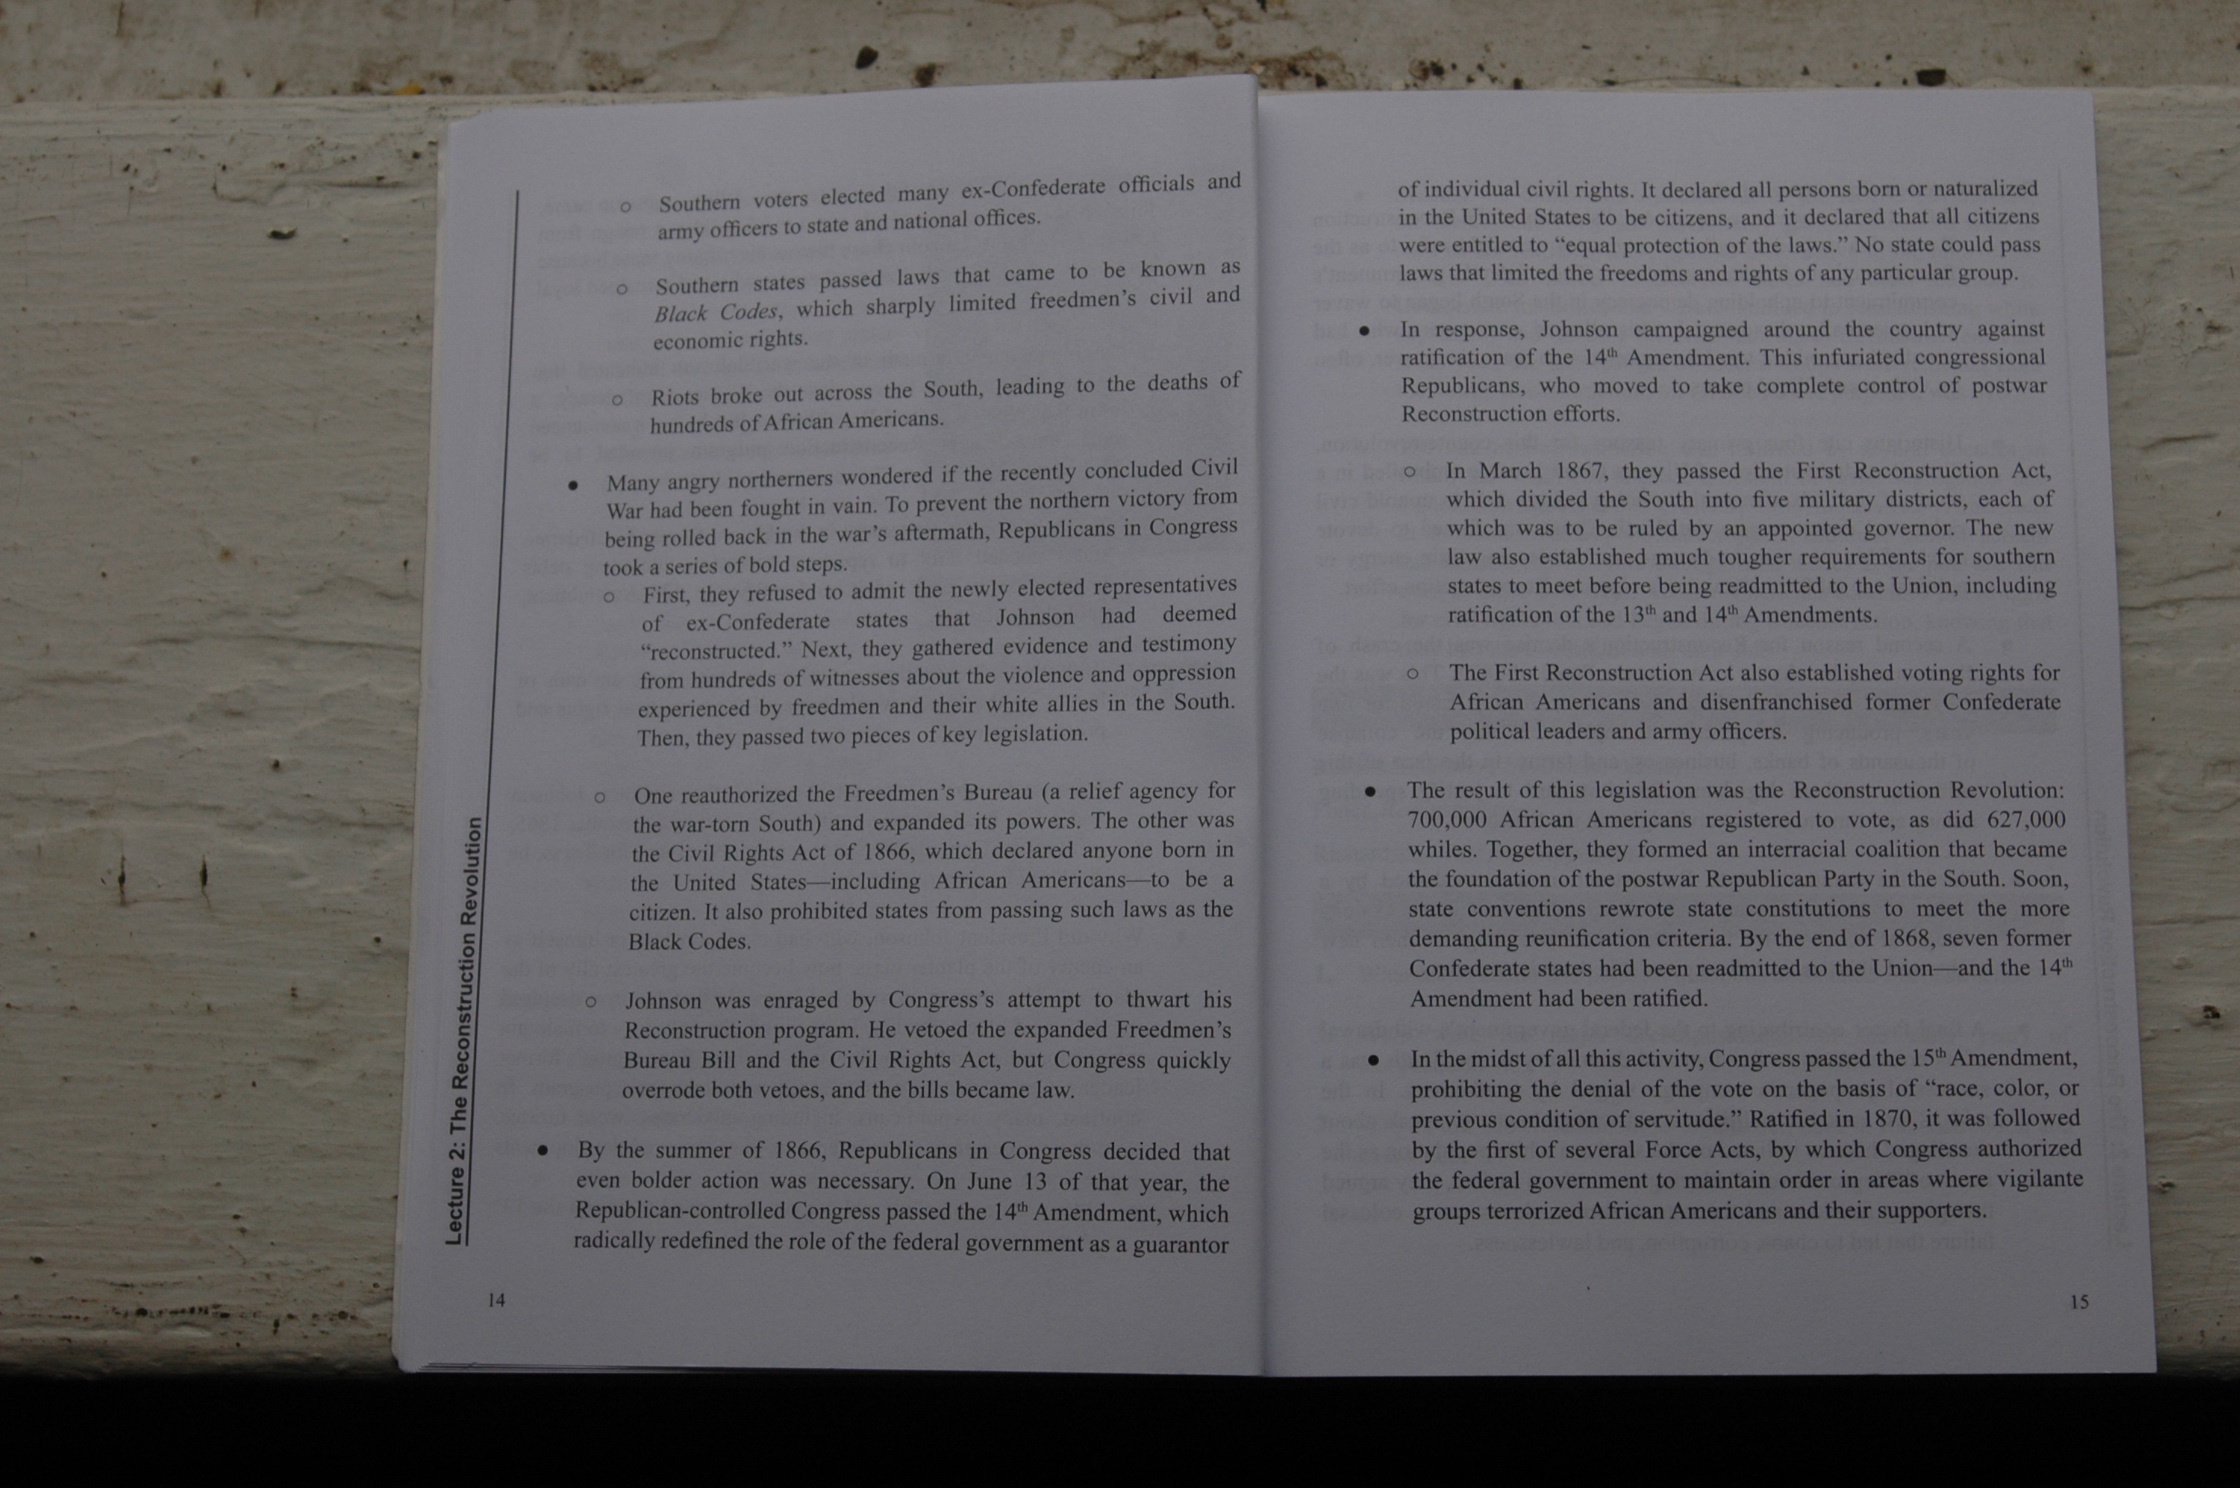 Southern voters elected many ex-Confederate officials and
army officers to state and national offices.
Southern states passed laws that came to be known as
Black Codes, which sharply limited freedmen's civil and
economic rights.
Riots broke out across the South, leading to the deaths of
hundreds of African Americans.
Many angry northerners wondered if the recently concluded Civil
War had been fought in vain. To prevent the northern victory from
being rolled back in the war's aftermath, Republicans in Congress
took a series of bold steps.
First, they refused to admit the newly elected representatives
of ex-Confederate states that Johnson had deemed
“reconstructed.” Next, they gathered evidence and testimony
from hundreds of witnesses about the violence and oppression
experienced by freedmen and their white allies in the South.
Then, they passed two pieces of key legislation.
One reauthorized the Freedmen's Bureau (a relief agency for
the war-torn South) and expanded its powers. The other was
the Civil Rights Act of 1866, which declared anyone born in
the United States—including African Americans—to be a
citizen. It also prohibited states from passing such laws as the
Black Codes.
Johnson was enraged by Congress's attempt to thwart his
Reconstruction program. He vetoed the expanded Freedmen's
Bureau Bill and the Civil Rights Act, but Congress quickly
overrode both vetoes, and the bills became law.
By the summer of 1866, Republicans in Congress decided that
even bolder action was necessary. On June 13 of that year, the
Republican-controlled Congress passed the 14th Amendment, which
radically redefined the role of the federal government as a guarantor
Lecture 2: The Reconstruction Revolution
14
of individual civil rights. It declared all persons born or naturalized
in the United States to be citizens, and it declared that all citizens
were entitled to “equal protection of the laws.” No state could pass
laws that limited the freedoms and rights of any particular group.
In response, Johnson campaigned around the country against
ratification of the 14th Amendment. This infuriated congressional
Republicans, who moved to take complete control of postwar
Reconstruction efforts.
In March 1867, they passed the First Reconstruction Act,
which divided the South into five military districts, each of
which was to be ruled by an appointed governor. The new
law also established much tougher requirements for southern
states to meet before being readmitted to the Union, including
ratification of the 13th and 14th Amendments.
The First Reconstruction Act also established voting rights for
African Americans and disenfranchised former Confederate
political leaders and army officers.
The result of this legislation was the Reconstruction Revolution:
700,000 African Americans registered to vote, as did 627,000
whiles. Together, they formed an interracial coalition that became
the foundation of the postwar Republican Party in the South. Soon,
state conventions rewrote state constitutions to meet the more
demanding reunification criteria. By the end of 1868, seven former
Confederate states had been readmitted to the Union—and the 14th
Amendment had been ratified.
In the midst of all this activity, Congress passed the 15th Amendment,
prohibiting the denial of the vote on the basis of “race, color, or
previous condition of servitude.” Ratified in 1870, it was followed
by the first of several Force Acts, by which Congress authorized
the federal government to maintain order in areas where vigilante
groups terrorized African Americans and their supporters.
15